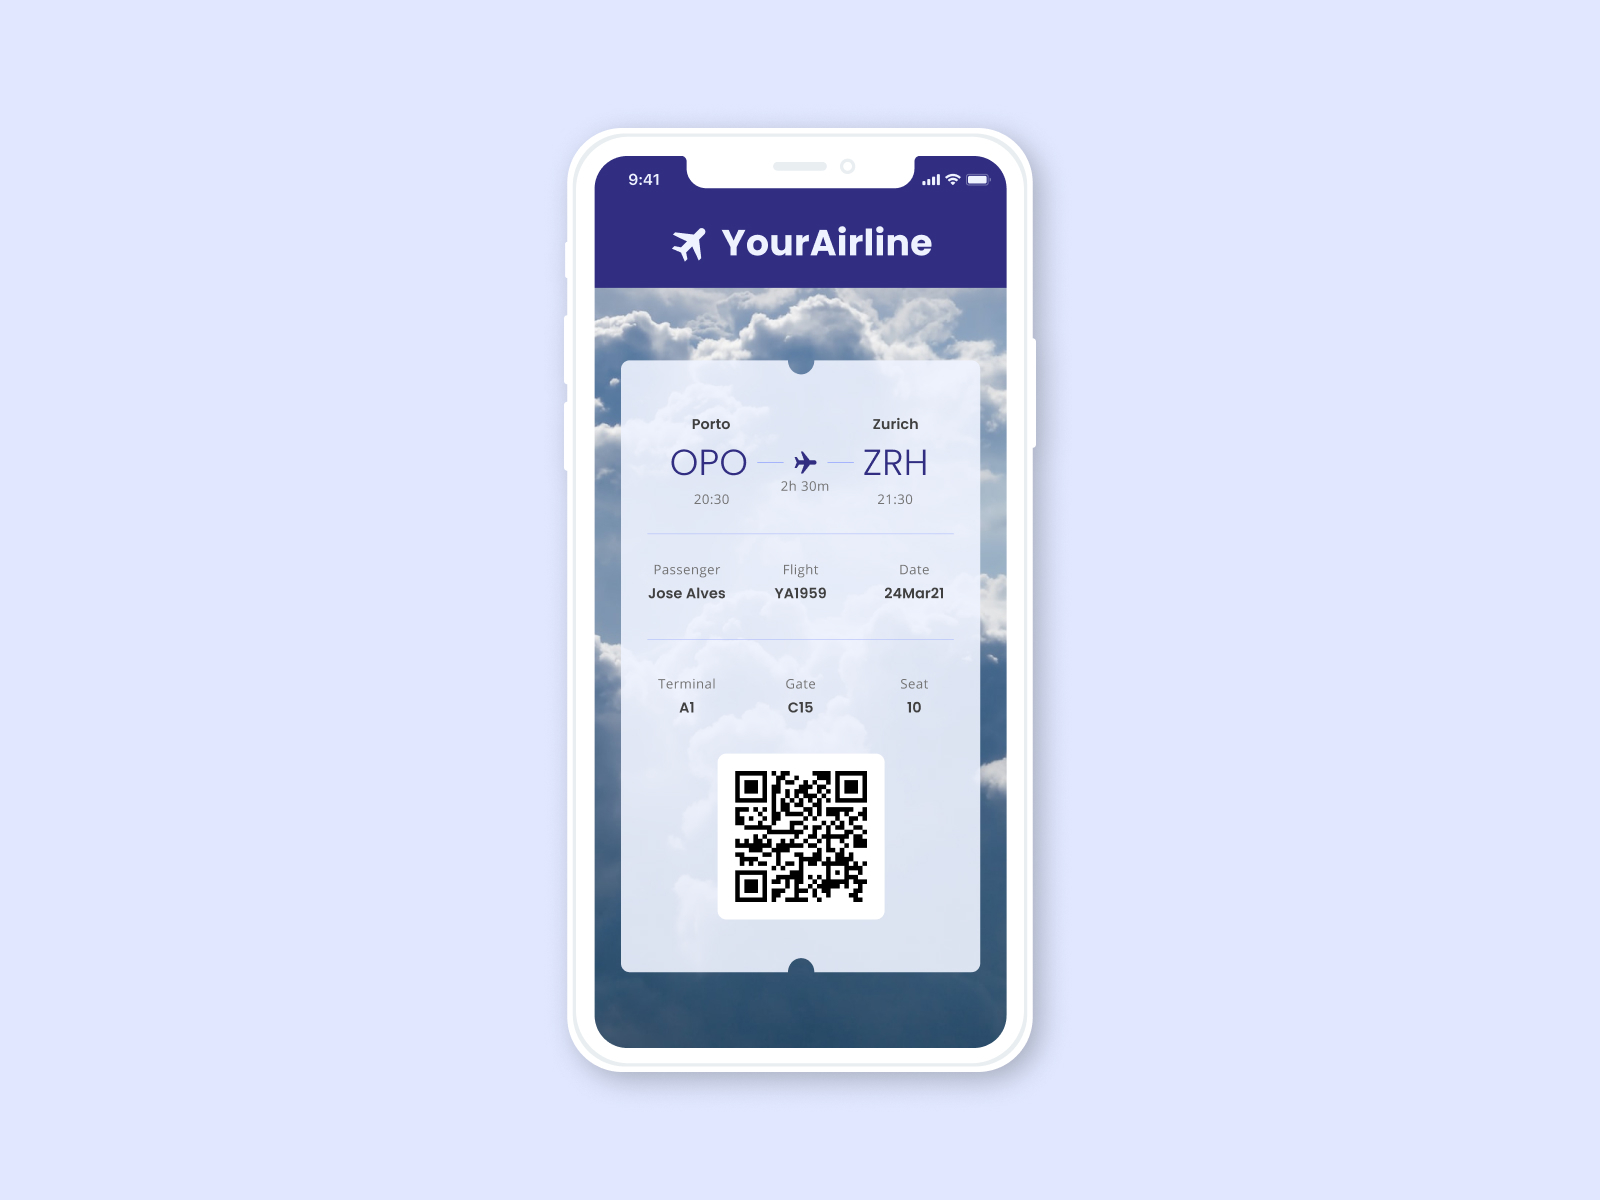 9:41
YourAirline
Porto Zurich
OPO ZRH
2h 30m
20:30 21:30
Passenger Flight Date
Jose Alves YA1959 24Mar21
Terminal Gate Seat
A1 C15 10